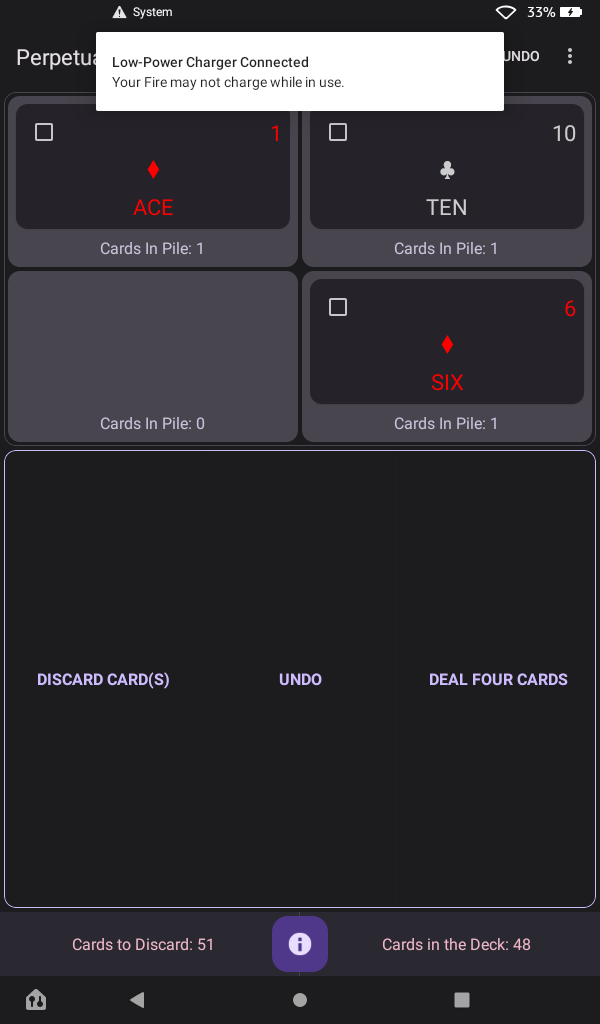 System
33%
Low-Power Charger Connected
Your Fire may not charge while in use.
UNDO
1
ACE
Cards In Pile: 1
10
TEN
Cards In Pile: 1
Cards In Pile: 0
6
SIX
Cards In Pile: 1
DISCARD CARD(S)
UNDO
DEAL FOUR CARDS
Cards to Discard: 51
Cards in the Deck: 48